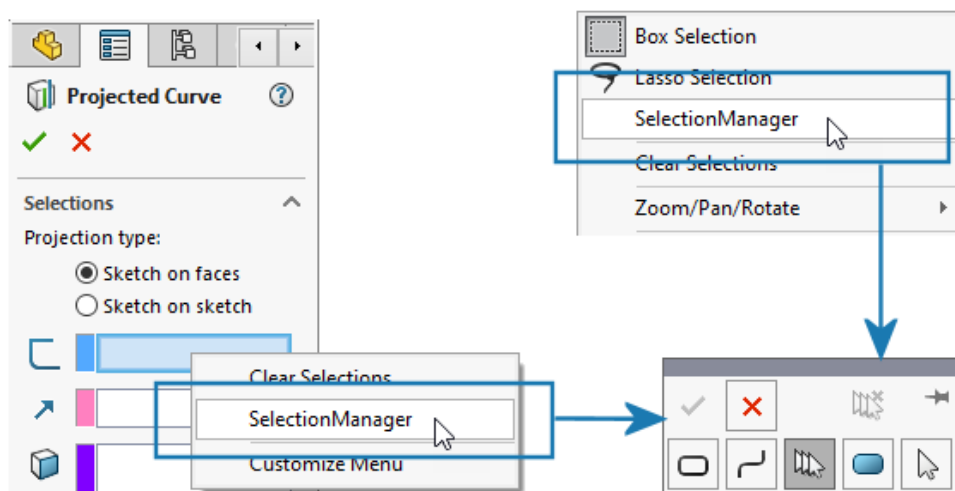 Projected Curve
Selections
Projection type:
Sketch on faces
Sketch on sketch
Clear Selections
SelectionManager
Customize Menu
Box Selection
Lasso Selection
SelectionManager
Clear Selections
Zoom/Pan/Rotate